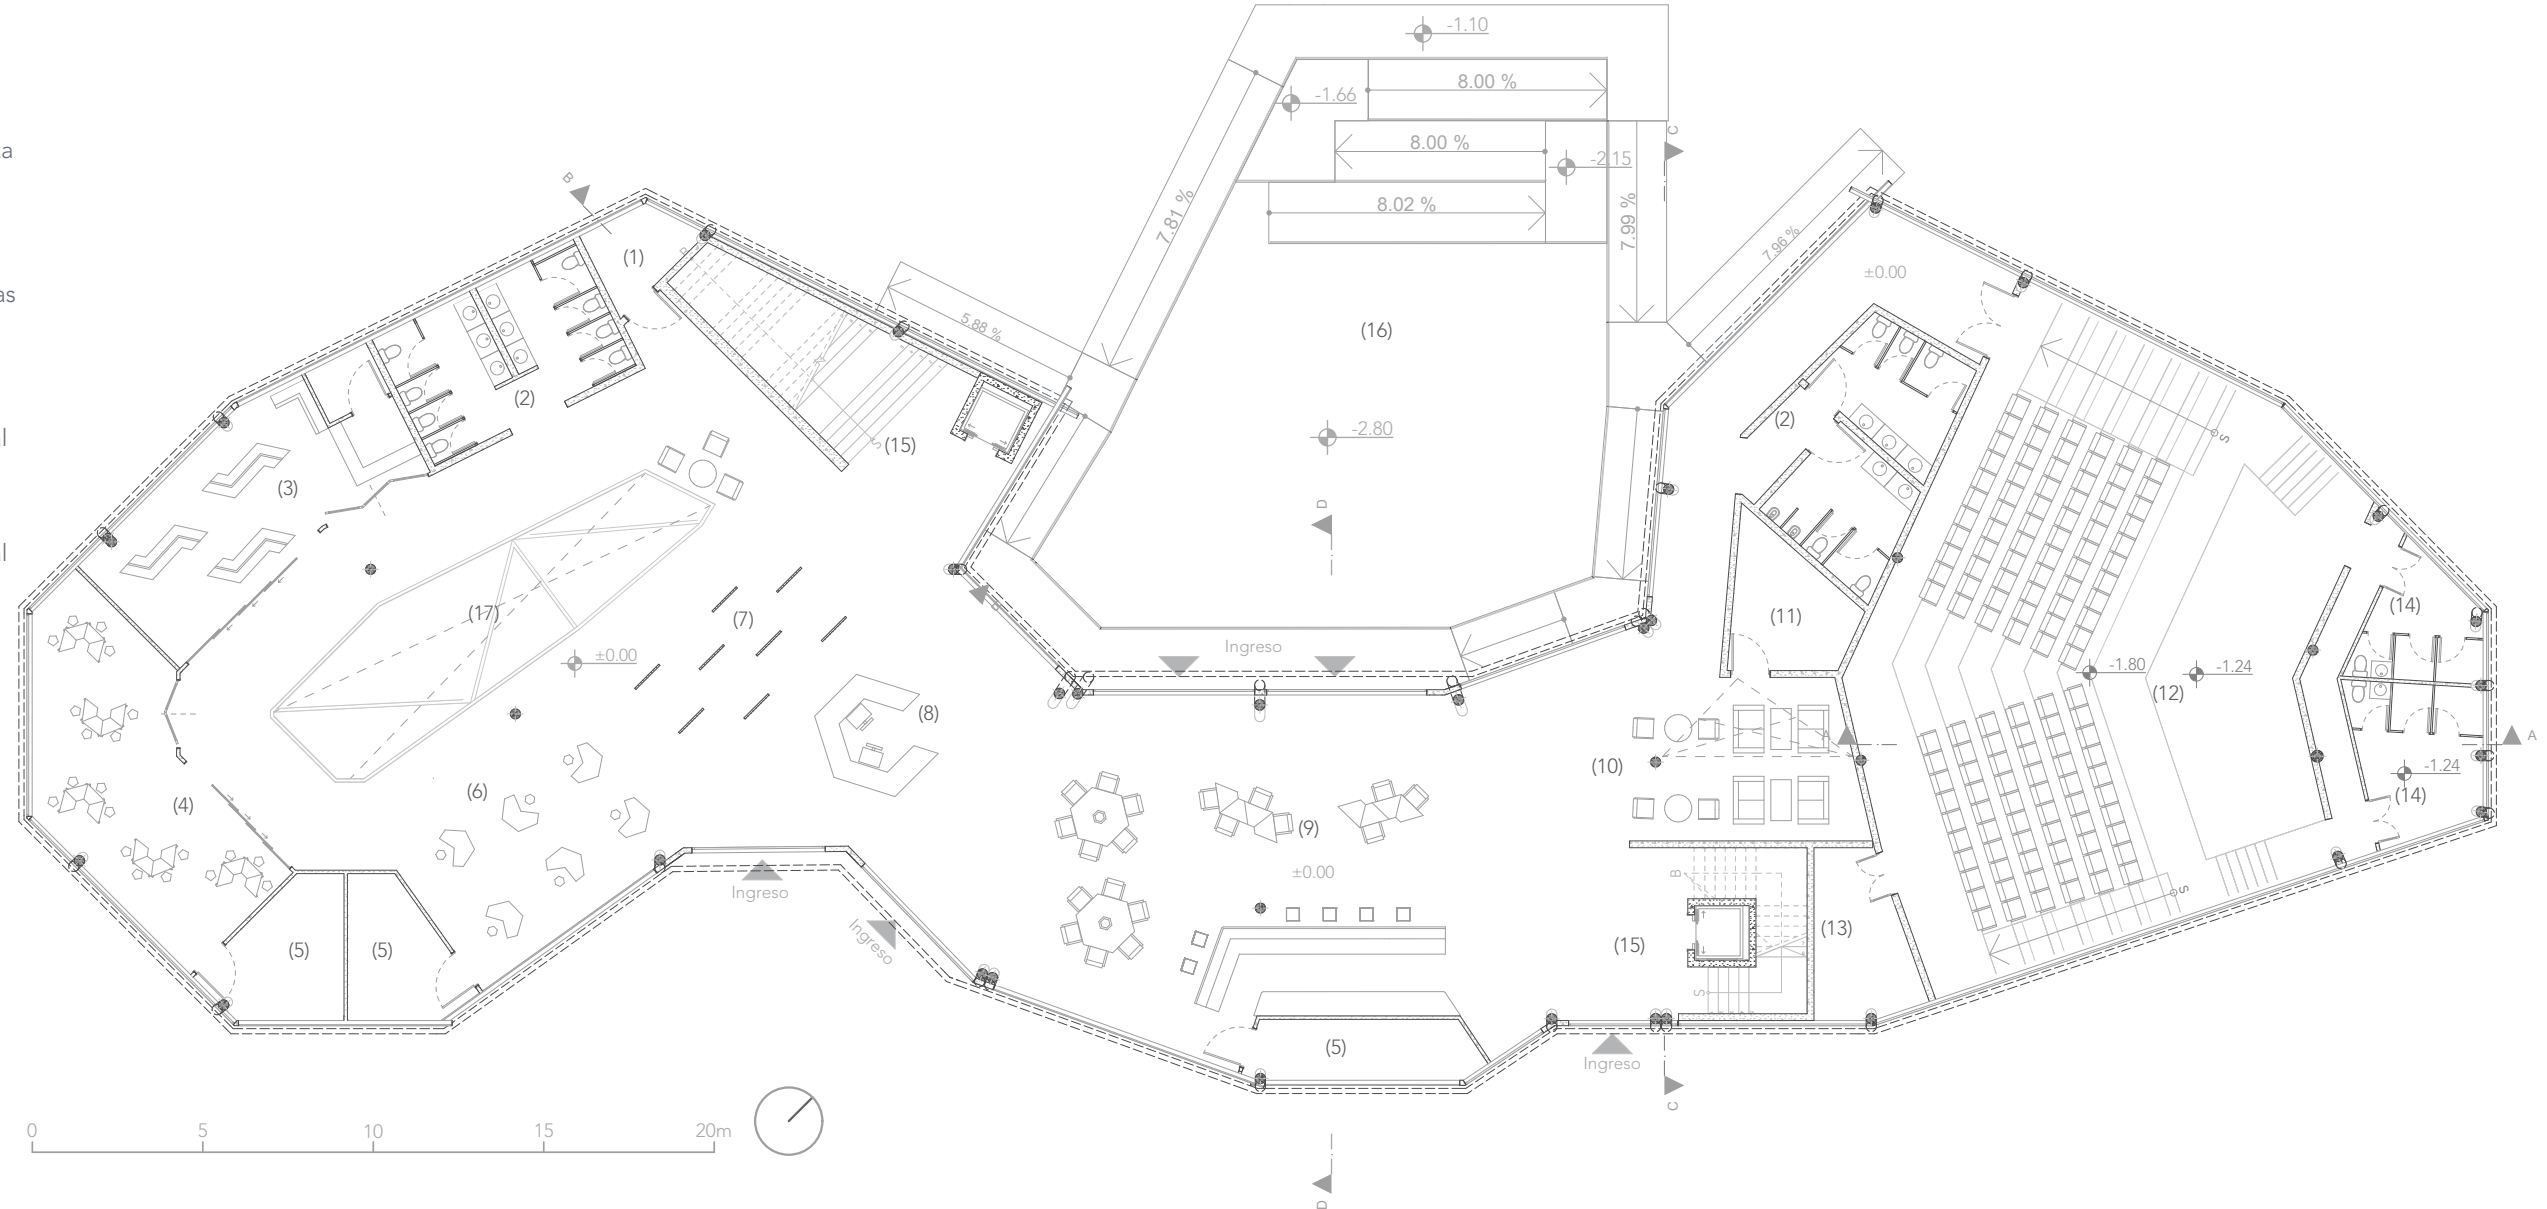 -1.10
-1.66
8.00 %
8.00 %
-2.15
8.02 %
7.81 %
7.99 %
C
7.96 %
±0.00
B
(1)
B
(2)
5.88 %
(16)
-2.80
S
(15)
(3)
(2)
S
D
(17)
±0.00
(7)
Ingreso
(11)
(14)
-1.80
-1.24
(12)
(8)
(10)
A
A
-1.24
(14)
(6)
(4)
(9)
±0.00
Ingreso
Ingreso
B
S
(13)
(15)
S
(5)
(5)
(5)
Ingreso
C
0
5
10
15
20m
D